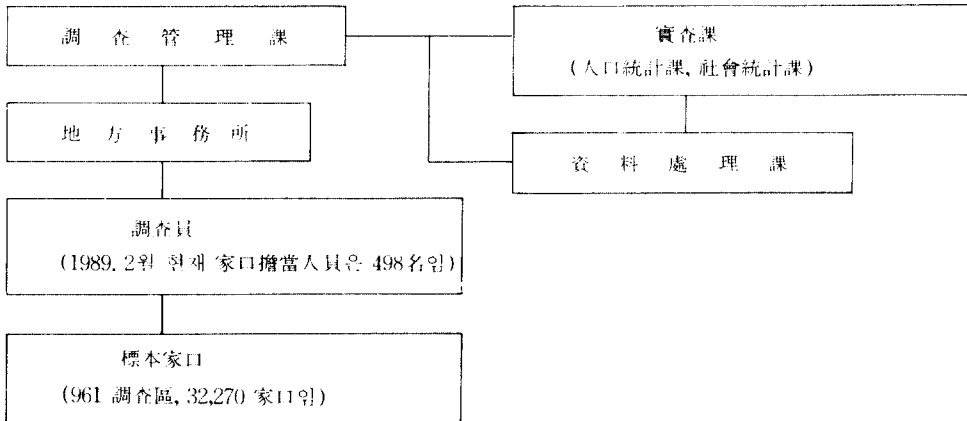 調査管理課
實査課
(人口統計課, 社會統計課)
地方事務所
資料處理課
調査員
(1989. 2월 현재 家口擔當人員은 498名임)
標本家口
(961 調査區, 32,270 家口임)